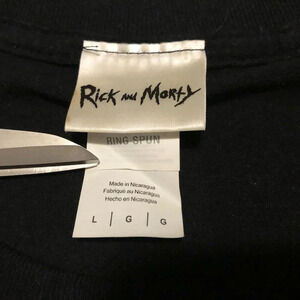 Rick and Morty
RING-SPUN
Made in Nicaragua
Fabriqué au Nicaragua
Hecho en Nicaragua
L | G | G